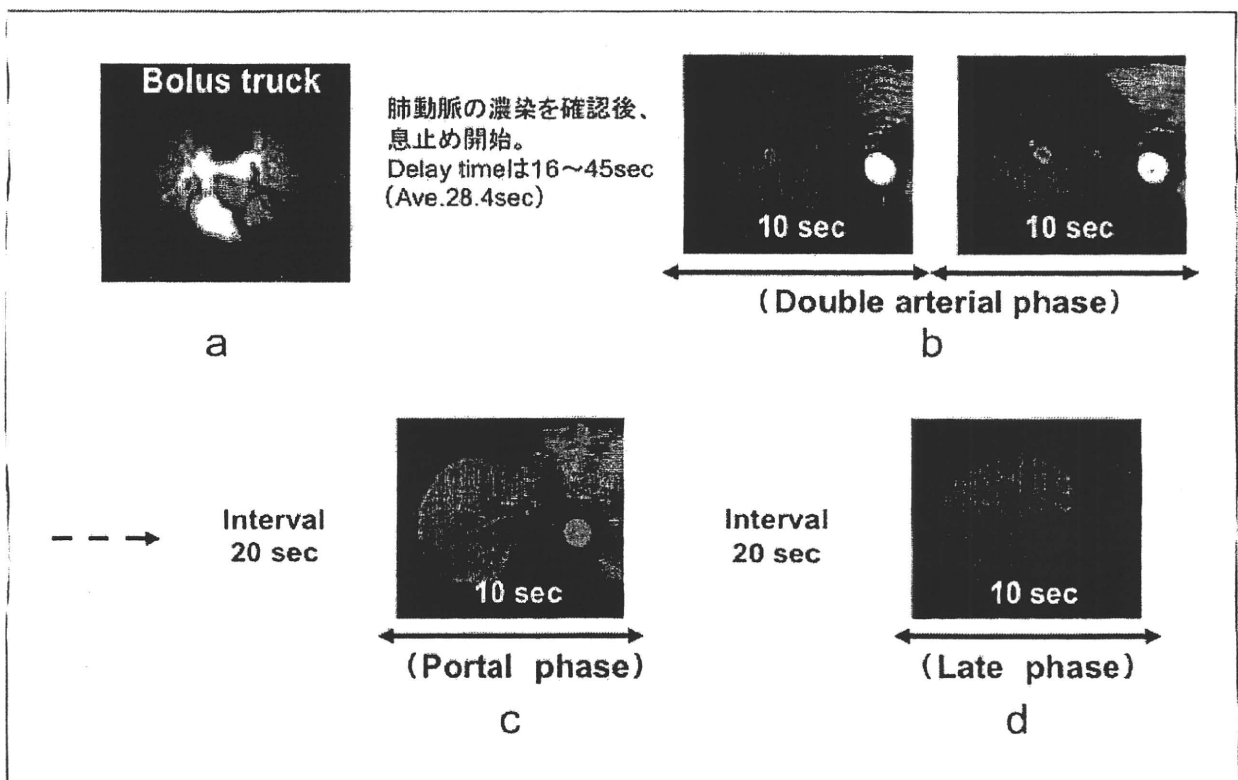 Bolus truck
肺動脈の濃染を確認後、
息止め開始。
Delay timeは16～45sec
(Ave.28.4sec)
a
10 sec
10 sec
(Double arterial phase)
b
Interval
20 sec
10 sec
(Portal phase)
c
Interval
20 sec
10 sec
(Late phase)
d